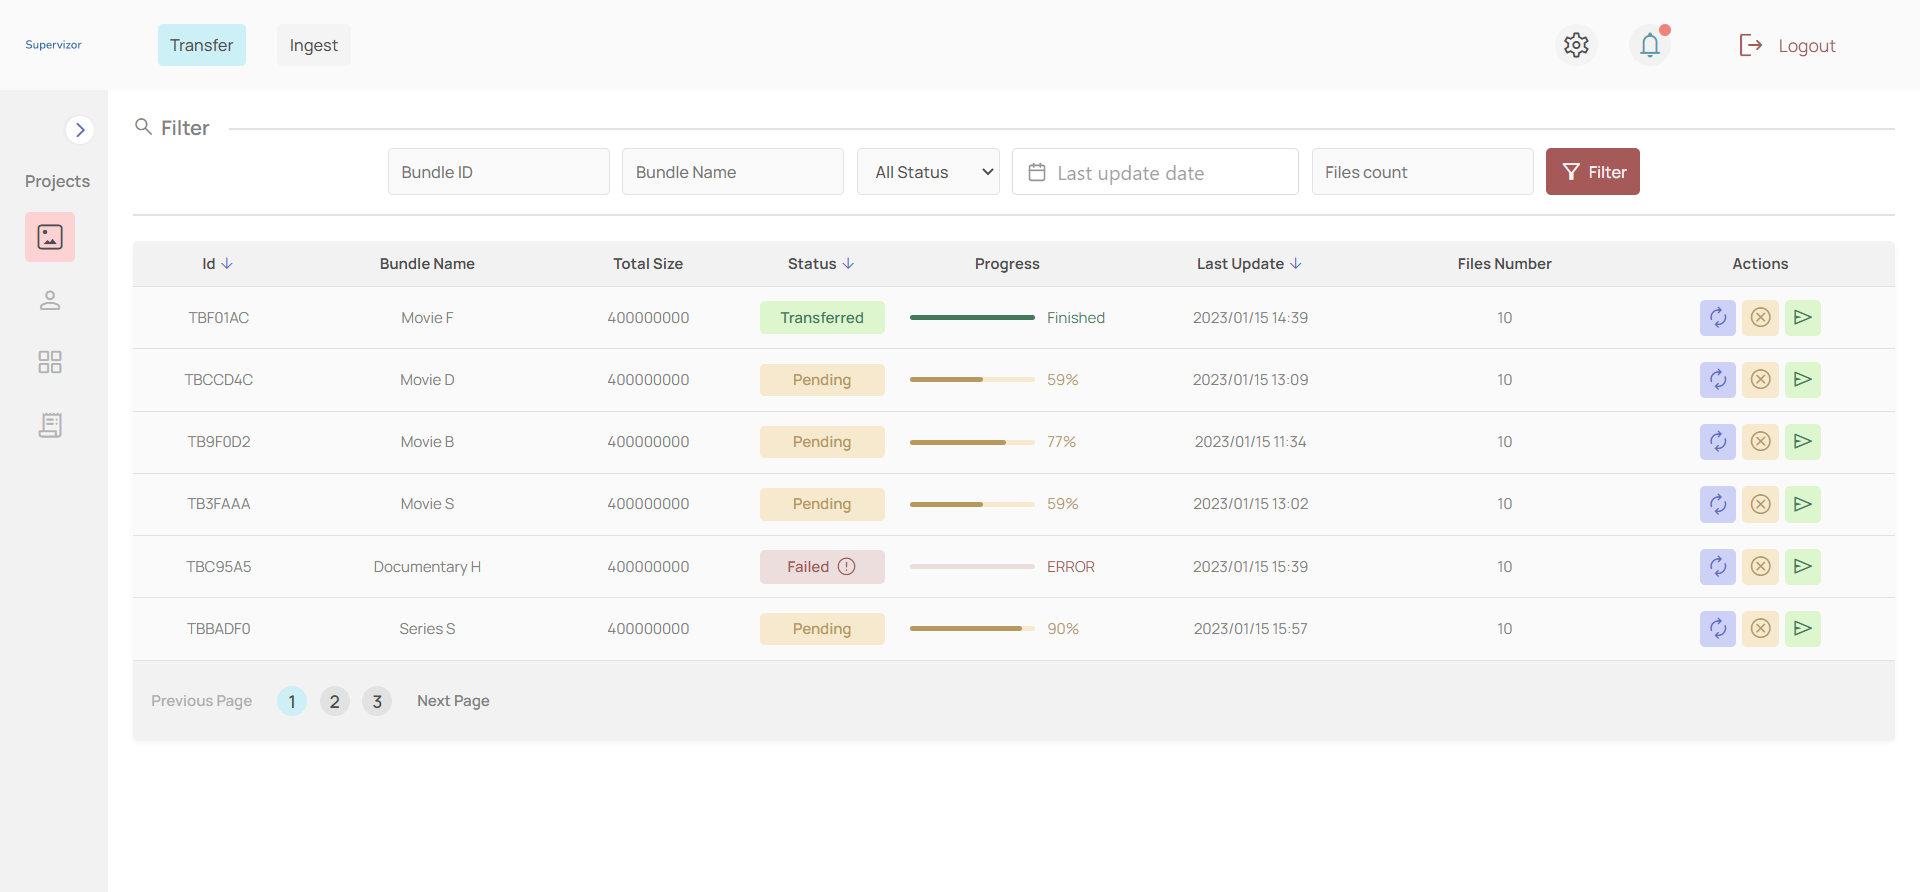 Supervizor
Transfer
Ingest
Logout
Projects
Filter
Bundle ID
Bundle Name
All Status
Last update date
Files count
Filter
Id Bundle Name Total Size Status Progress Last Update Files Number Actions
TBF01AC Movie F 400000000 Transferred Finished 2023/01/15 14:39 10
TBCCD4C Movie D 400000000 Pending 59% 2023/01/15 13:09 10
TB9F0D2 Movie B 400000000 Pending 77% 2023/01/15 11:34 10
TB3FAAA Movie S 400000000 Pending 59% 2023/01/15 13:02 10
TBC95A5 Documentary H 400000000 Failed ERROR 2023/01/15 15:39 10
TBBADF0 Series S 400000000 Pending 90% 2023/01/15 15:57 10
Previous Page 1 2 3 Next Page